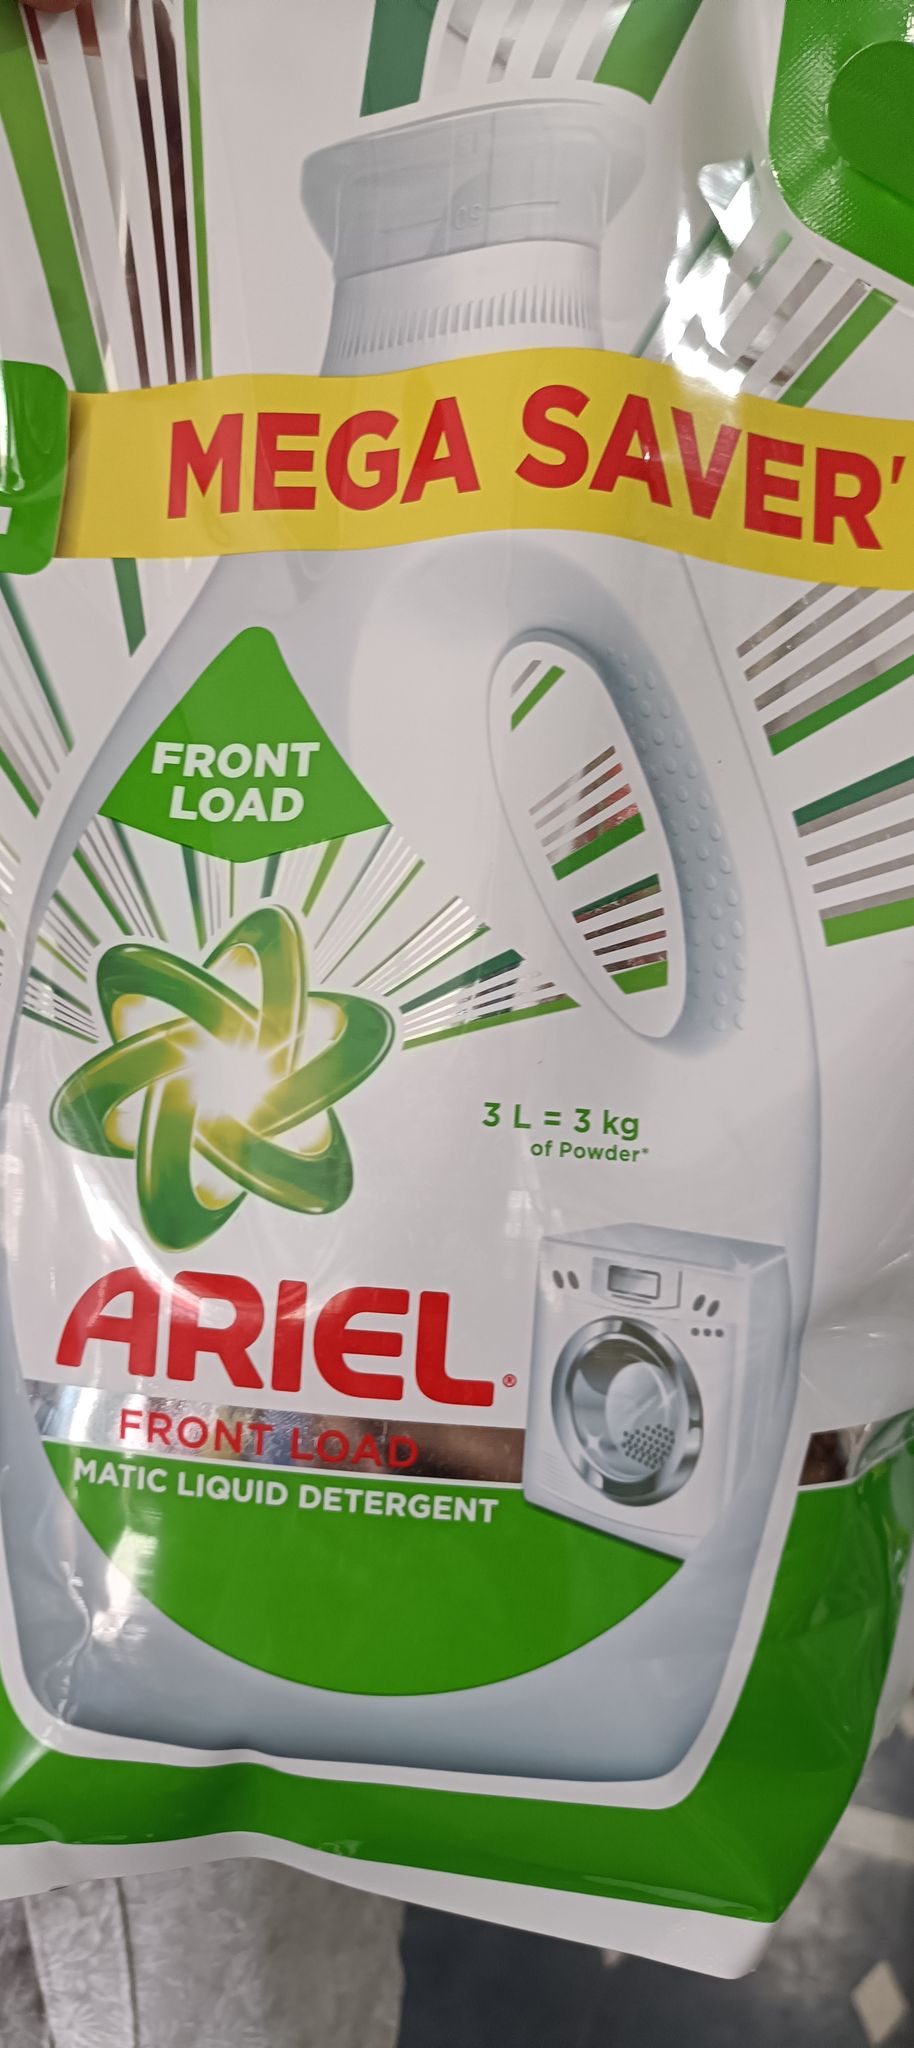 MEGA SAVER'
FRONT
LOAD
3 L = 3 kg
of Powder*
ARIEL®
FRONT LOAD
MATIC LIQUID DETERGENT